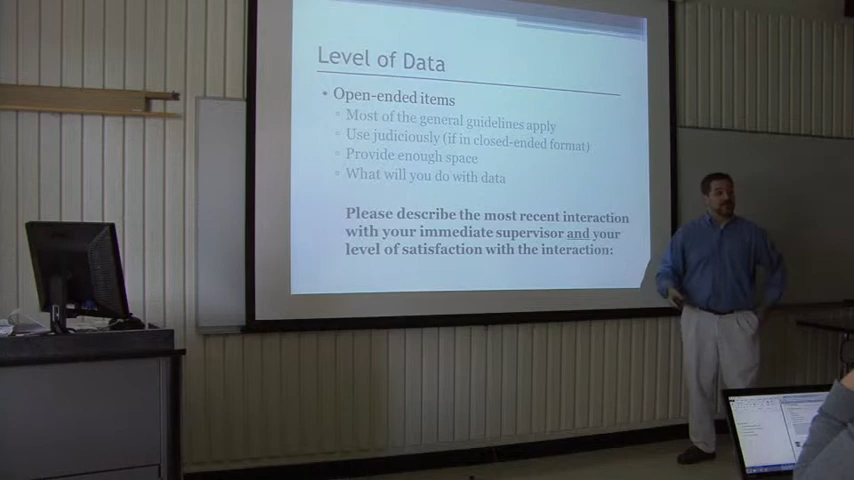 Level of Data
• Open-ended items
▫ Most of the general guidelines apply
▫ Use judiciously (if in closed-ended format)
▫ Provide enough space
▫ What will you do with data
Please describe the most recent interaction
with your immediate supervisor and your
level of satisfaction with the interaction: